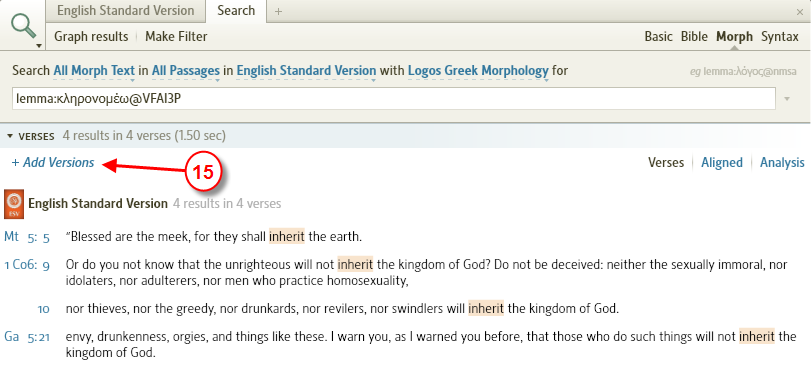 English Standard Version Search
Graph results Make Filter Basic Bible Morph Syntax
Search All Morph Text in All Passages in English Standard Version with Logos Greek Morphology for eg lemma:λόγος@nmsa
lemma:κληρονομέω@VFAI3P
VERSES 4 results in 4 verses (1.50 sec)
+ Add Versions 15 Verses Aligned Analysis
ESV English Standard Version 4 results in 4 verses
Mt 5: 5 “Blessed are the meek, for they shall inherit the earth.
1 Co6: 9 Or do you not know that the unrighteous will not inherit the kingdom of God? Do not be deceived: neither the sexually immoral, nor
idolaters, nor adulterers, nor men who practice homosexuality,
10 nor thieves, nor the greedy, nor drunkards, nor revilers, nor swindlers will inherit the kingdom of God.
Ga 5:21 envy, drunkenness, orgies, and things like these. I warn you, as I warned you before, that those who do such things will not inherit the
kingdom of God.